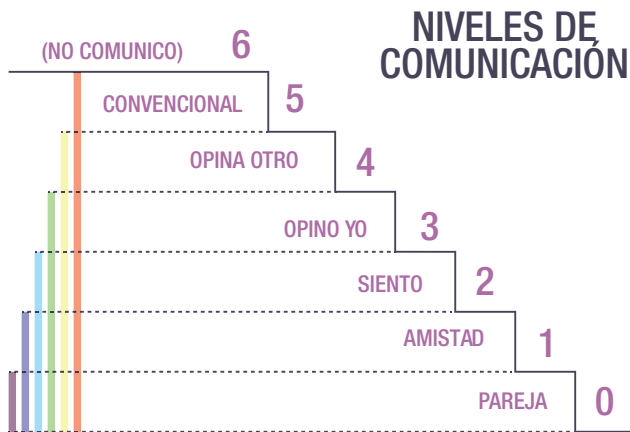 NIVELES DE
COMUNICACIÓN
(NO COMUNICO) 6
CONVENCIONAL 5
OPINA OTRO 4
OPINO YO 3
SIENTO 2
AMISTAD 1
PAREJA 0